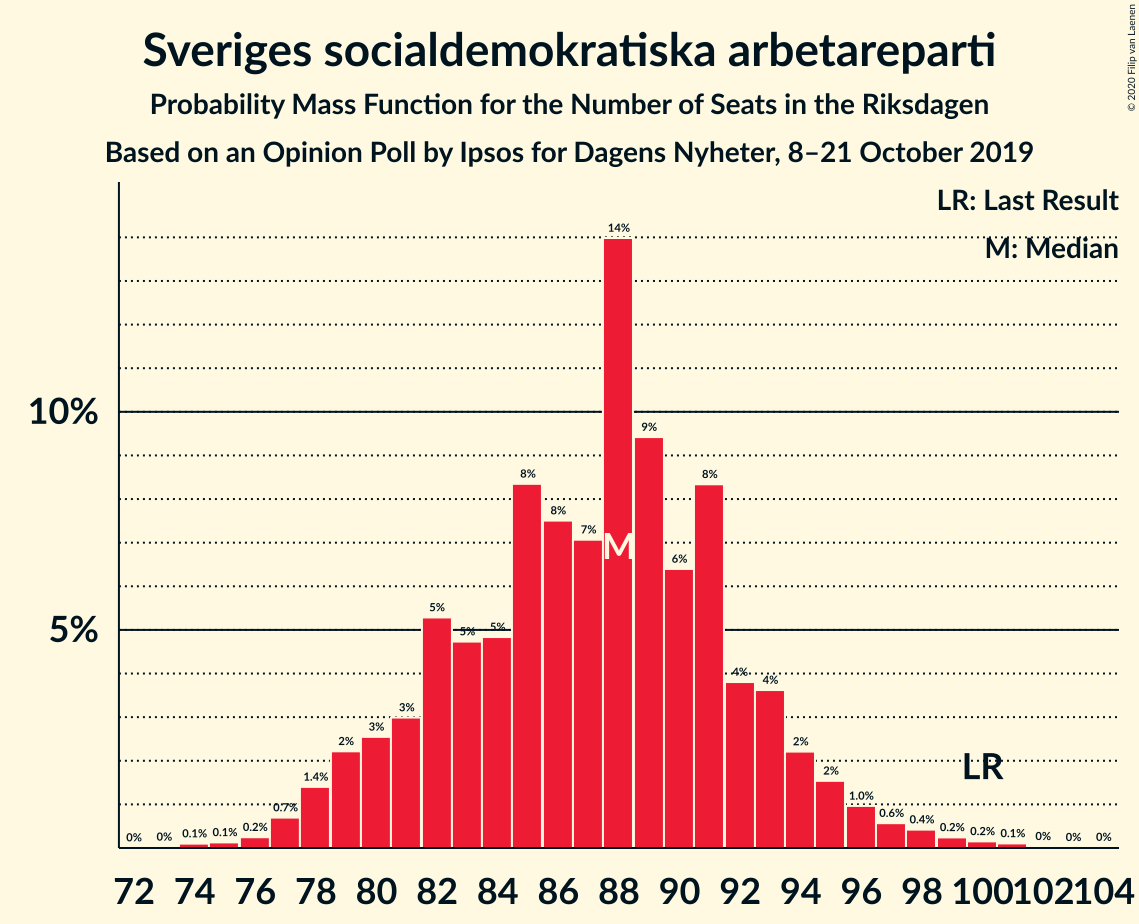 Sveriges socialdemokratiska arbetareparti
Probability Mass Function for the Number of Seats in the Riksdagen
Based on an Opinion Poll by Ipsos for Dagens Nyheter, 8–21 October 2019
© 2020 Filip van Laenen
LR: Last Result
M: Median
10%
5%
0% 0% 0.1% 0.1% 0.2% 0.7% 1.4% 2% 3% 3% 5% 5% 5% 8% 8% 7% 14% 9% 6% 8% 4% 4% 2% 2% 1.0% 0.6% 0.4% 0.2% 0.2% 0.1% 0% 0% 0%
M
LR
72 74 76 78 80 82 84 86 88 90 92 94 96 98 100 102 104